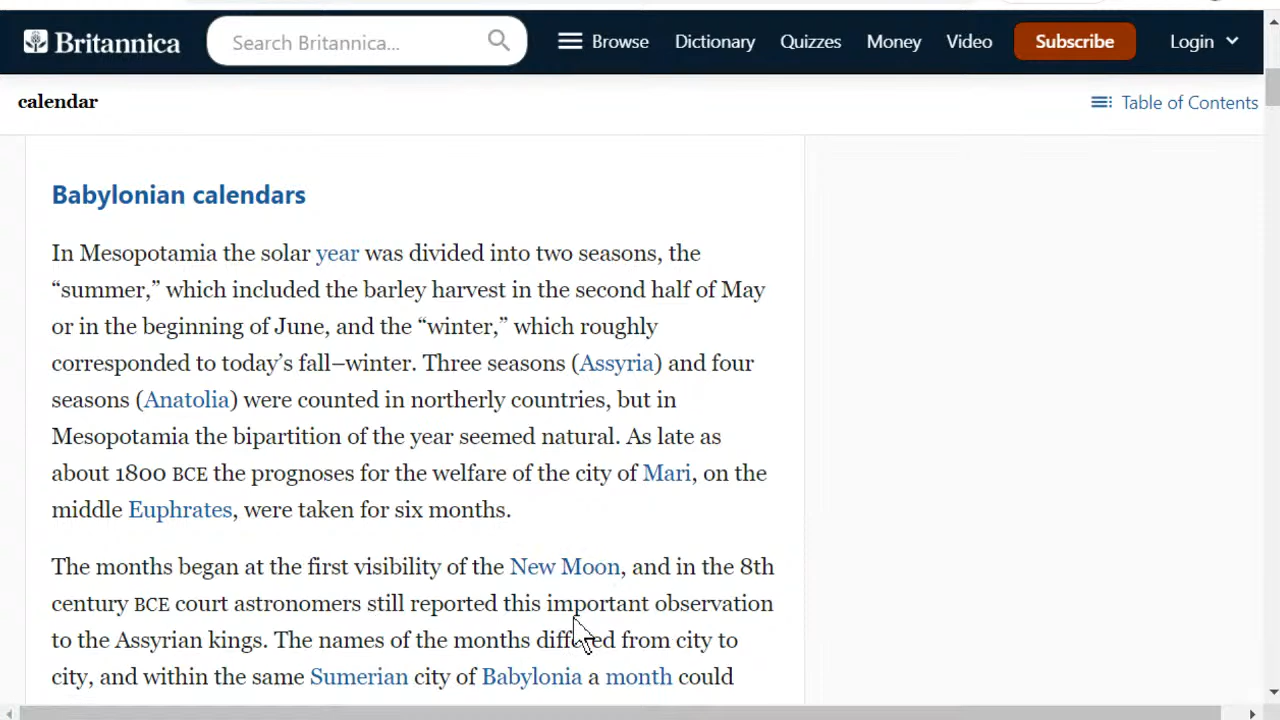 Britannica
Search Britannica...
Browse
Dictionary
Quizzes
Money
Video
Subscribe
Login
calendar
Table of Contents
Babylonian calendars
In Mesopotamia the solar year was divided into two seasons, the
“summer,” which included the barley harvest in the second half of May
or in the beginning of June, and the “winter,” which roughly
corresponded to today’s fall–winter. Three seasons (Assyria) and four
seasons (Anatolia) were counted in northerly countries, but in
Mesopotamia the bipartition of the year seemed natural. As late as
about 1800 BCE the prognoses for the welfare of the city of Mari, on the
middle Euphrates, were taken for six months.
The months began at the first visibility of the New Moon, and in the 8th
century BCE court astronomers still reported this important observation
to the Assyrian kings. The names of the months differed from city to
city, and within the same Sumerian city of Babylonia a month could